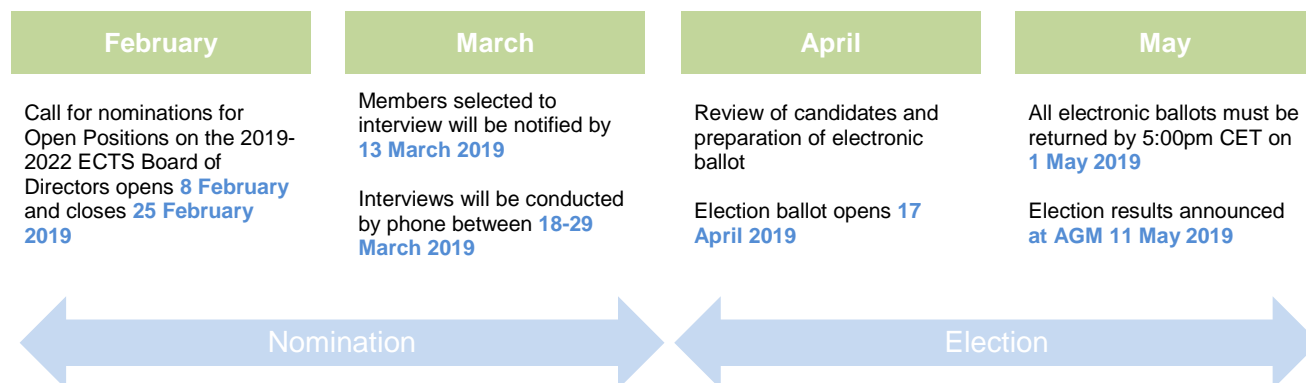 February
Call for nominations for
Open Positions on the 2019-
2022 ECTS Board of
Directors opens 8 February
and closes 25 February
2019
March
Members selected to
interview will be notified by
13 March 2019
Interviews will be conducted
by phone between 18-29
March 2019
April
Review of candidates and
preparation of electronic
ballot
Election ballot opens 17
April 2019
May
All electronic ballots must be
returned by 5:00pm CET on
1 May 2019
Election results announced
at AGM 11 May 2019
Nomination
Election